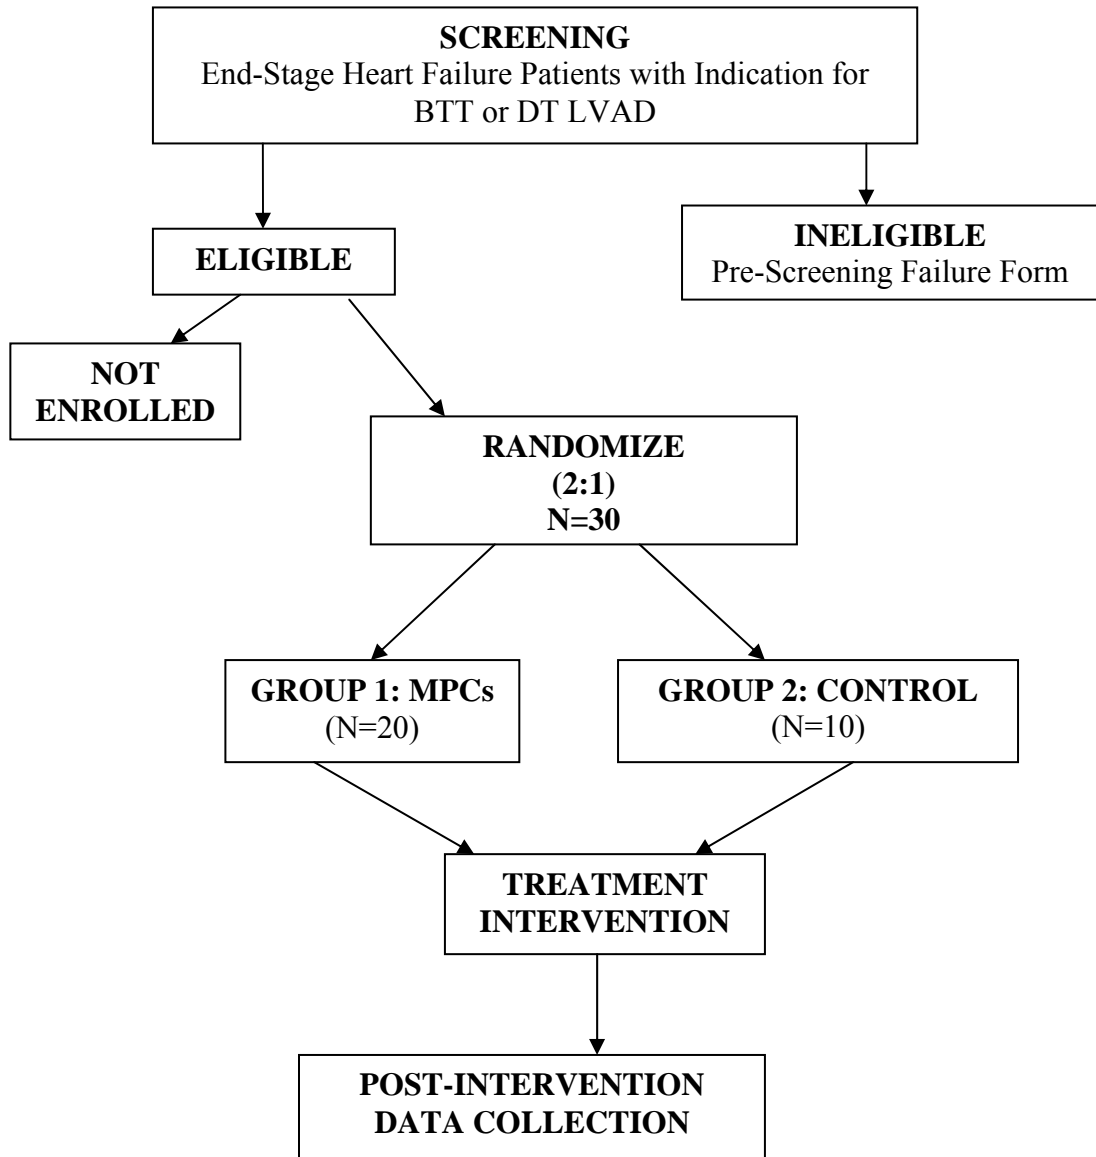 SCREENING
End-Stage Heart Failure Patients with Indication for
BTT or DT LVAD
ELIGIBLE
INELIGIBLE
Pre-Screening Failure Form
NOT
ENROLLED
RANDOMIZE
(2:1)
N=30
GROUP 1: MPCs
(N=20)
GROUP 2: CONTROL
(N=10)
TREATMENT
INTERVENTION
POST-INTERVENTION
DATA COLLECTION